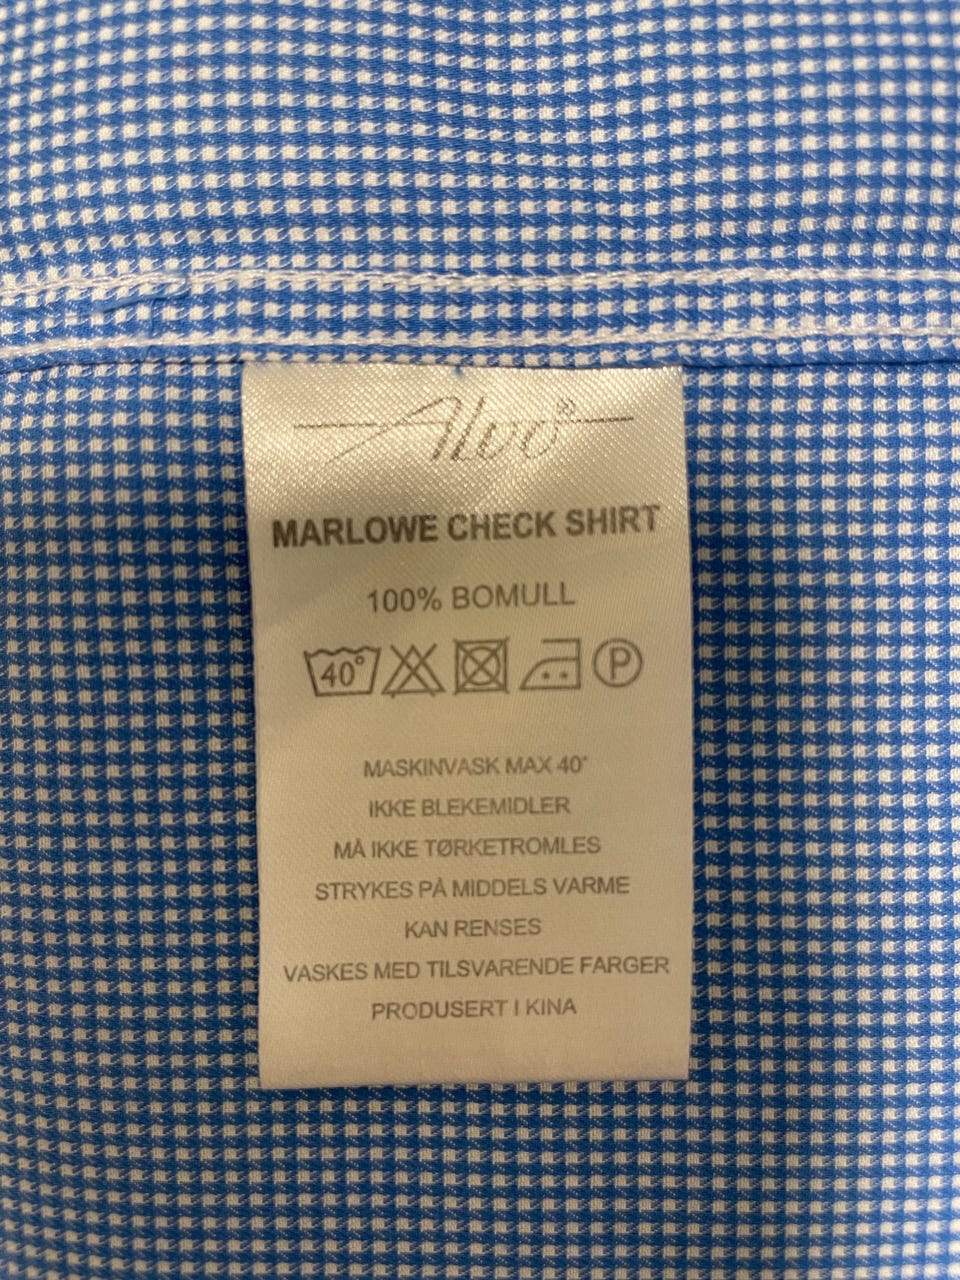 Alvo®
MARLOWE CHECK SHIRT
100% BOMULL
40° P
MASKINVASK MAX 40°
IKKE BLEKEMIDLER
MÅ IKKE TØRKETROMLES
STRYKES PÅ MIDDELS VARME
KAN RENSES
VASKES MED TILSVARENDE FARGER
PRODUSERT I KINA